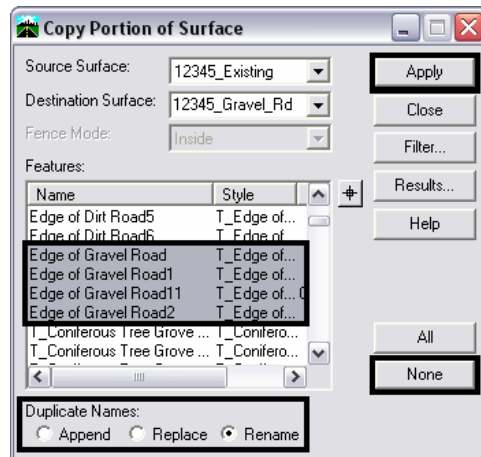 Copy Portion of Surface
Source Surface: 12345_Existing
Apply
Destination Surface: 12345_Gravel_Rd
Close
Fence Mode: Inside
Filter...
Features:
Results...
Name Style
Help
Edge of Dirt Road5 T_Edge of...
Edge of Dirt Road6 T_Edge of
Edge of Gravel Road T_Edge of...
Edge of Gravel Road1 T_Edge of...
Edge of Gravel Road11 T_Edge of...
Edge of Gravel Road2 T_Edge of...
T_Coniferous Tree Grove ... T_Conifero...
T_Coniferous Tree Grove ... T_Conifero...
All
None
Duplicate Names:
Append Replace Rename